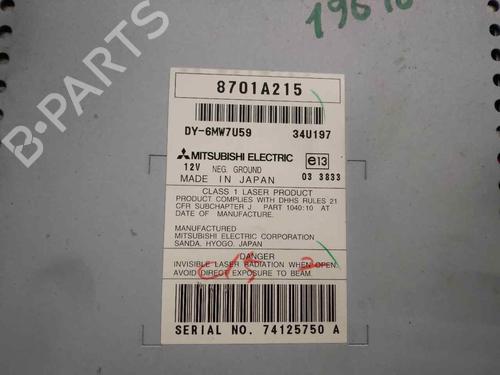 8701A215
DY-6MW7U59 34U197
MITSUBISHI ELECTRIC e13
12V NEG. GROUND 03 3833
MADE IN JAPAN
CLASS 1 LASER PRODUCT
PRODUCT COMPLIES WITH DHHS RULES 21
CFR SUBCHAPTER J PART 1040:10 AT
DATE OF MANUFACTURE.
MANUFACTURED
MITSUBISHI ELECTRIC CORPORATION
SANDA, HYOGO, JAPAN
DANGER
INVISIBLE LASER RADIATION WHEN OPEN.
AVOID DIRECT EXPOSURE TO BEAM.
SERIAL NO. 74125750 A
B-PARTS